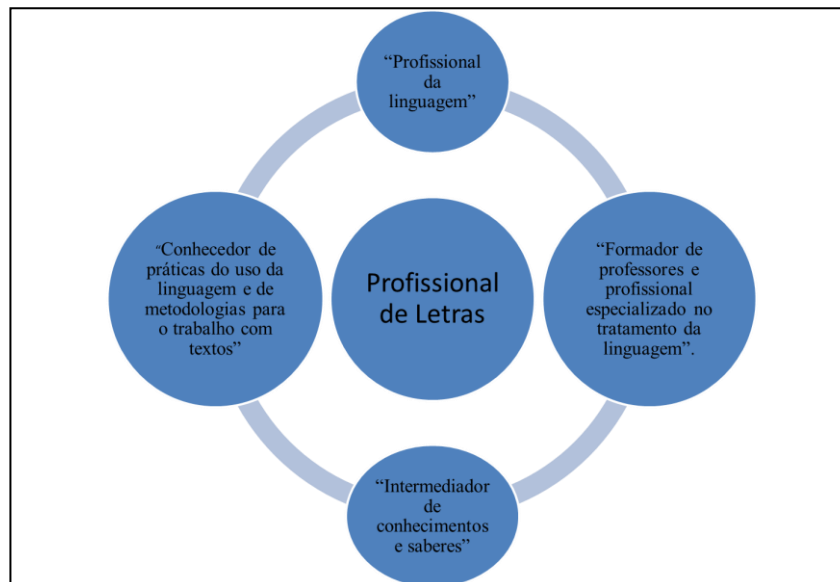 “Profissional
da
linguagem”
“Conhecedor de
práticas do uso da
linguagem e de
metodologias para
o trabalho com
textos”
Profissional
de Letras
“Formador de
professores e
profissional
especializado no
tratamento da
linguagem”.
“Intermediador
de
conhecimentos
e saberes”